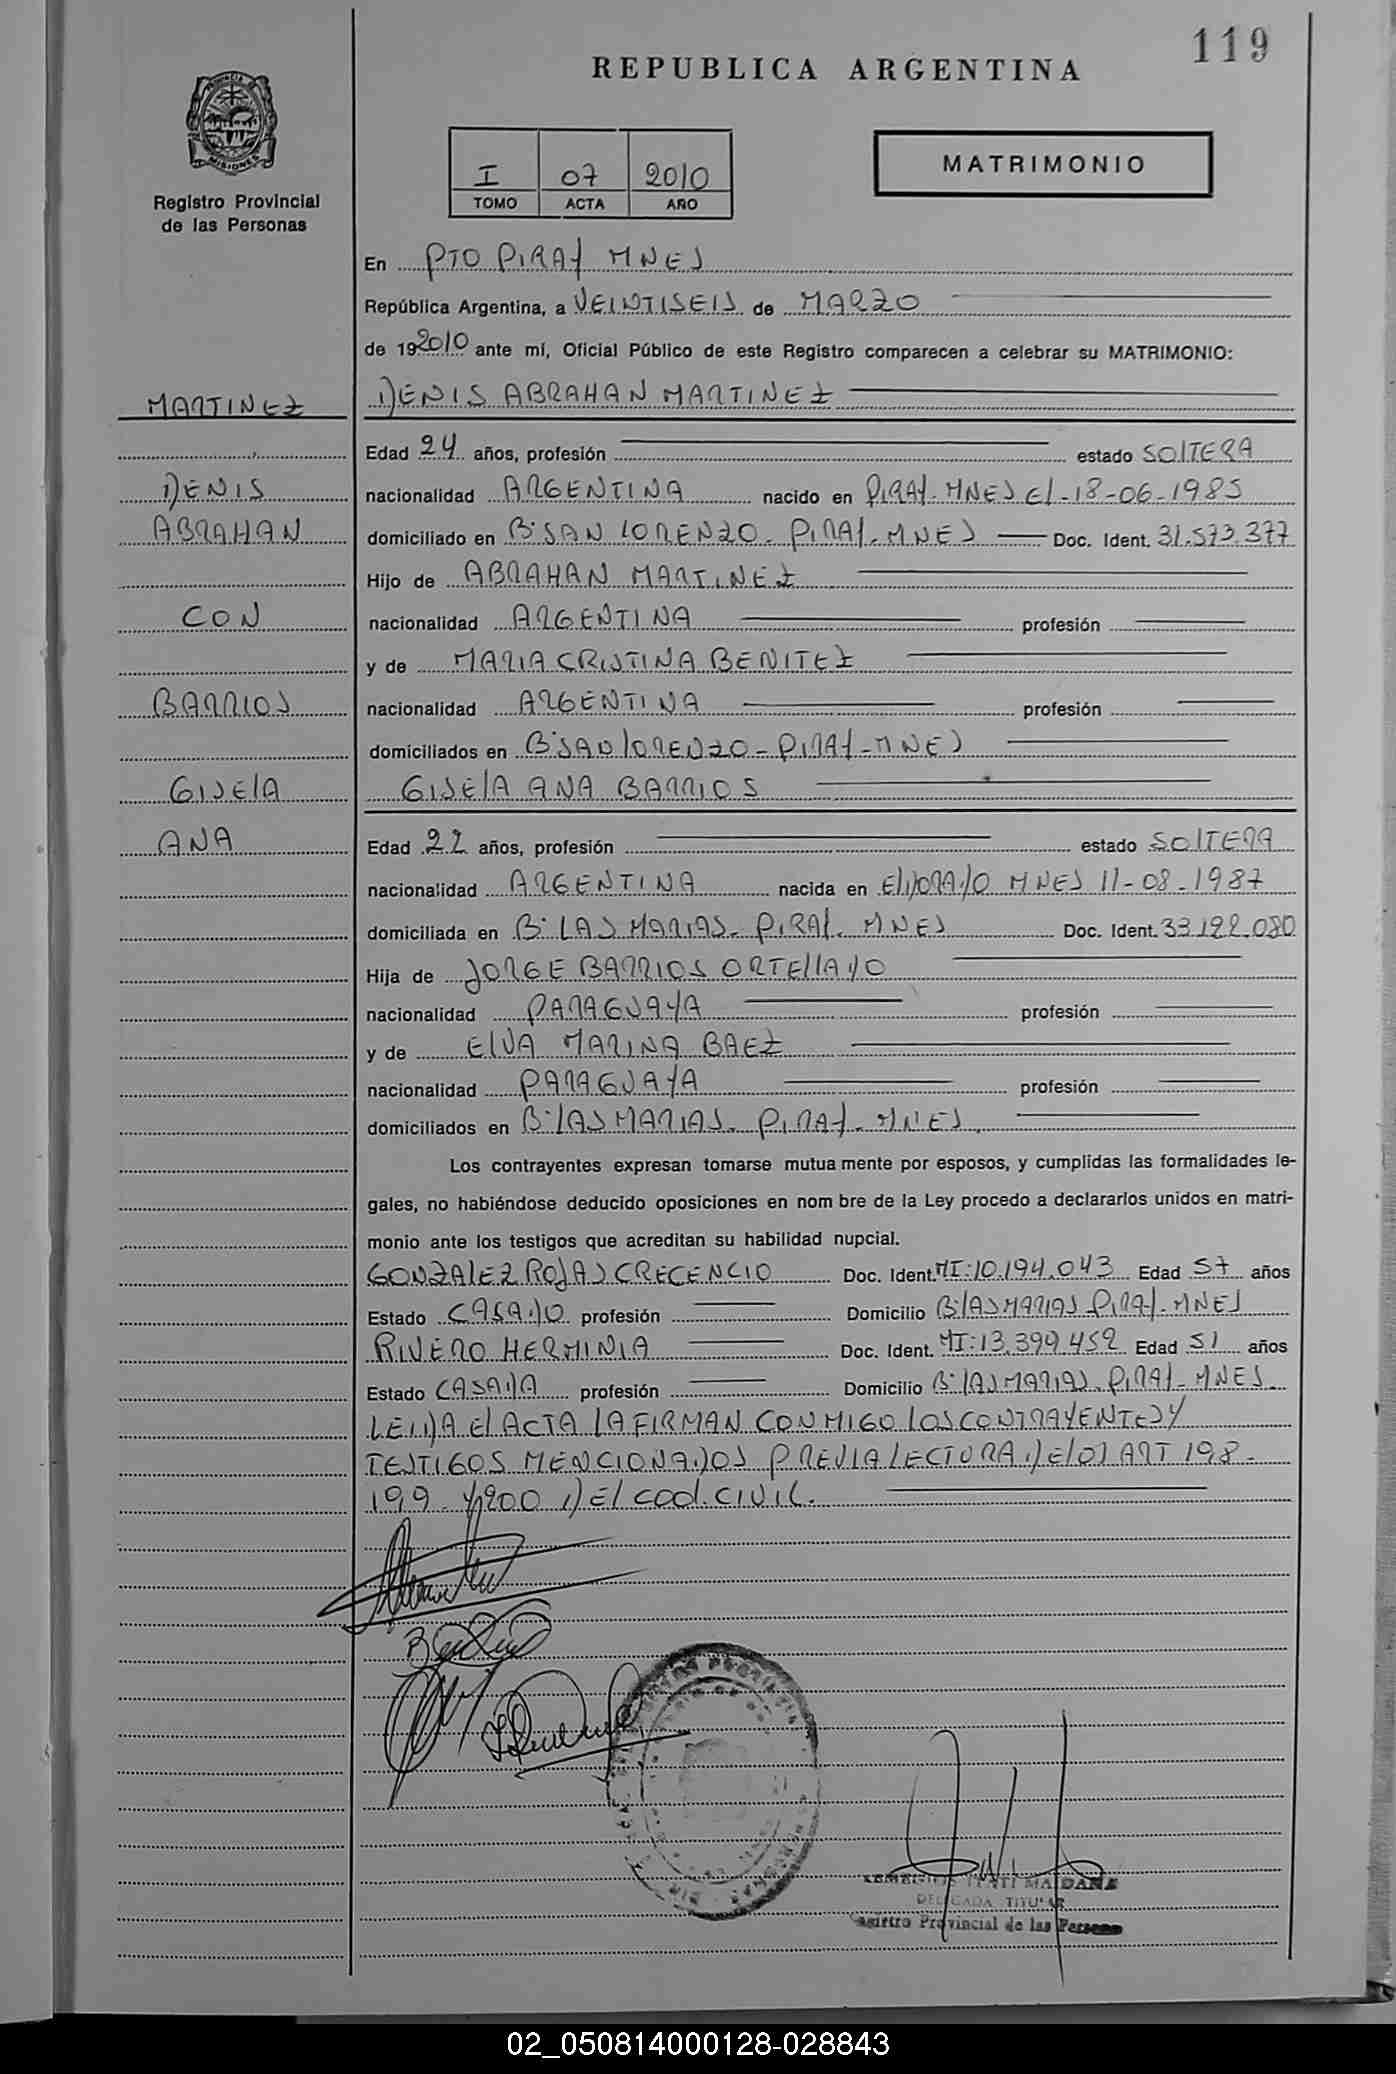 119
REPUBLICA ARGENTINA
PROVINCIA DE
MISIONES
Registro Provincial
de las Personas
I 07 2010
TOMO ACTA AÑO
MATRIMONIO
En PTO PIRAY MNES
República Argentina, a VEINTISEIS de MARZO
de 192010 ante mí, Oficial Público de este Registro comparecen a celebrar su MATRIMONIO:
MARTINEZ
DENIS
ABRAHAN
CON
BARRIOS
GISELA
ANA
DENIS ABRAHAN MARTINEZ
Edad 24 años, profesión estado SOLTERA
nacionalidad ARGENTINA nacido en PIRAY-MNES EL-18-06-1985
domiciliado en Bº SAN LORENZO-PIRAY-MNES Doc. Ident. 31.573.377
Hijo de ABRAHAN MARTINEZ
nacionalidad ARGENTINA profesión
y de MARIA CRISTINA BENITEZ
nacionalidad ARGENTINA profesión
domiciliados en Bº SAN LORENZO-PIRAY-MNES
GISELA ANA BARRIOS
Edad 22 años, profesión estado SOLTERA
nacionalidad ARGENTINA nacida en ELDORADO MNES 11-08-1987
domiciliada en Bº LAS MARIAS-PIRAY-MNES Doc. Ident. 33.122.080
Hija de JORGE BARRIOS ORTELLADO
nacionalidad PARAGUAYA profesión
y de ELVA MARINA BAEZ
nacionalidad PARAGUAYA profesión
domiciliados en Bº LAS MARIAS-PIRAY-MNES.
Los contrayentes expresan tomarse mutua mente por esposos, y cumplidas las formalidades le-
gales, no habiéndose deducido oposiciones en nom bre de la Ley procedo a declararlos unidos en matri-
monio ante los testigos que acreditan su habilidad nupcial.
GONZALEZ ROJAS CRECENCIO Doc. Ident. MI:10.194.043 Edad 57 años
Estado CASADO profesión Domicilio Bº LAS MARIAS-PIRAY-MNES
RIVERO HERMINIA Doc. Ident. MI:13.399.452 Edad 51 años
Estado CASADA profesión Domicilio Bº LAS MARIAS-PIRAY-MNES
LEIDA EL ACTA LA FIRMAN CONMIGO LOS CONTRAYENTES Y
TESTIGOS MENCIONADOS PREVIA LECTURA DE LOS ART 198-
199 Y 200 DEL COD. CIVIL.
ITATI MAIDANA
DELEGADA TITULAR
Registro Provincial de las Personas
02_050814000128-028843